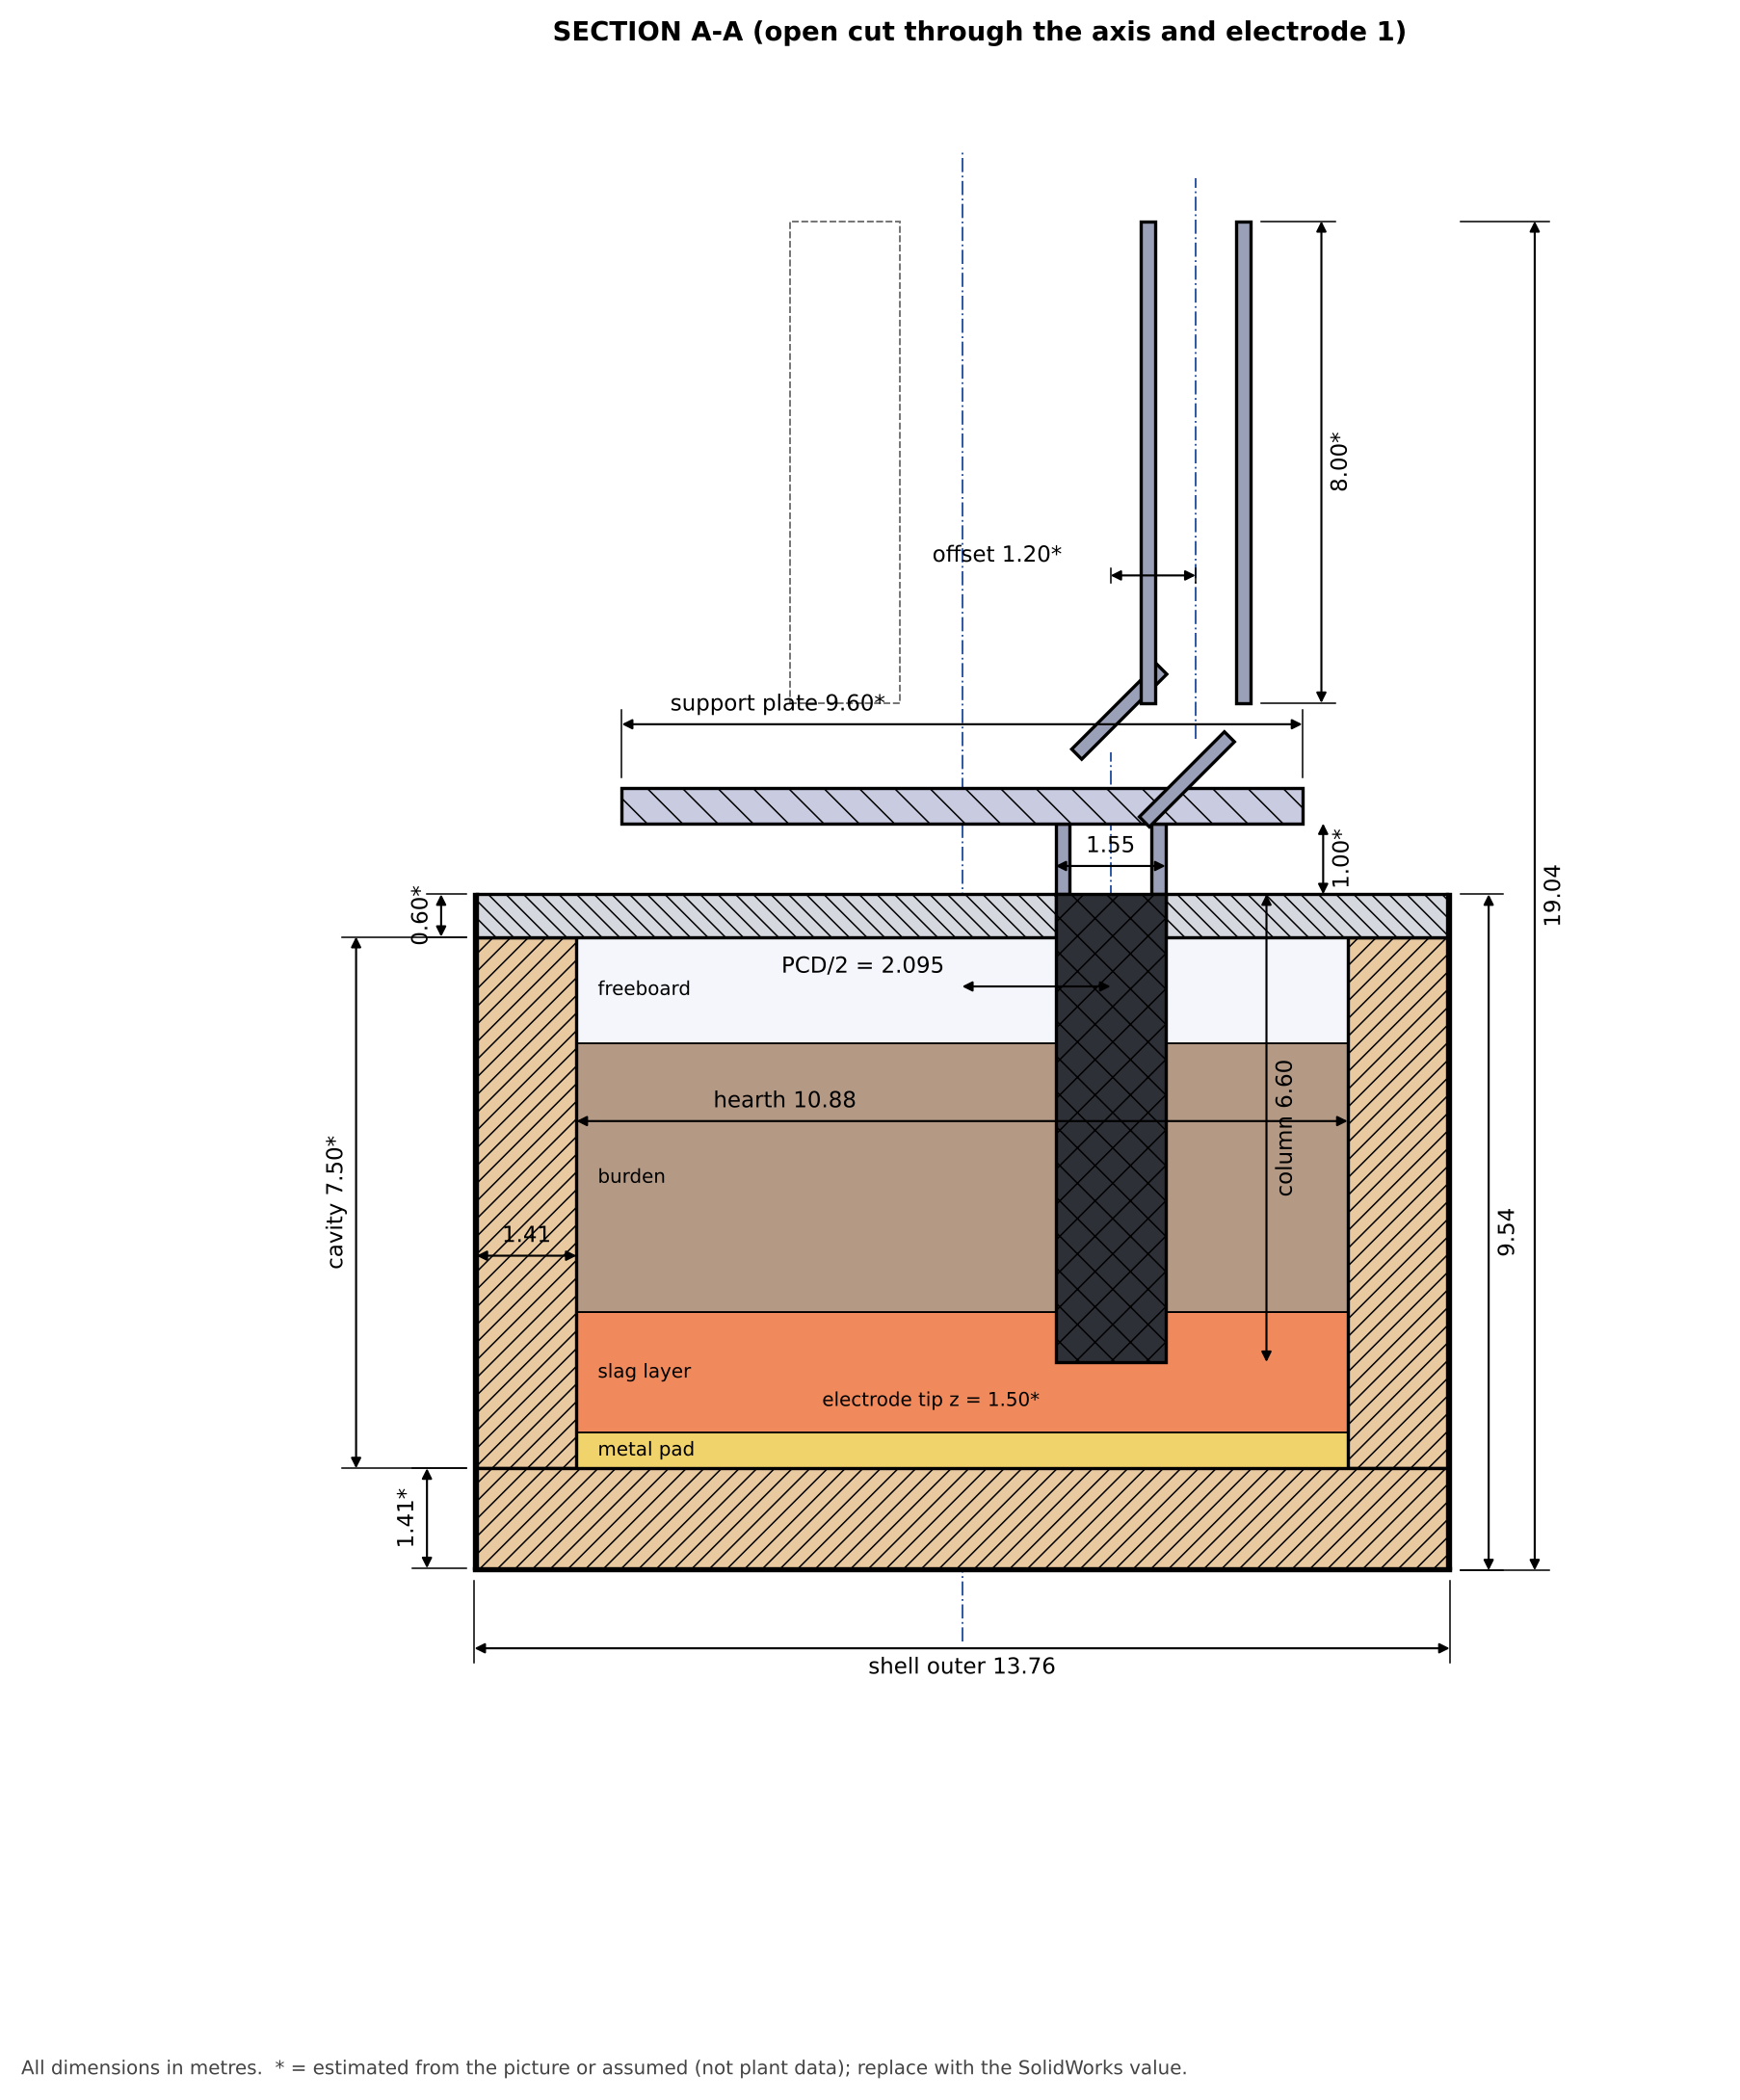 SECTION A-A (open cut through the axis and electrode 1)
8.00*
offset 1.20*
support plate 9.60*
1.55
1.00*
19.04
0.60*
PCD/2 = 2.095
freeboard
hearth 10.88
column 6.60
burden
cavity 7.50*
1.41
9.54
slag layer
electrode tip z = 1.50*
metal pad
1.41*
shell outer 13.76
All dimensions in metres.  * = estimated from the picture or assumed (not plant data); replace with the SolidWorks value.